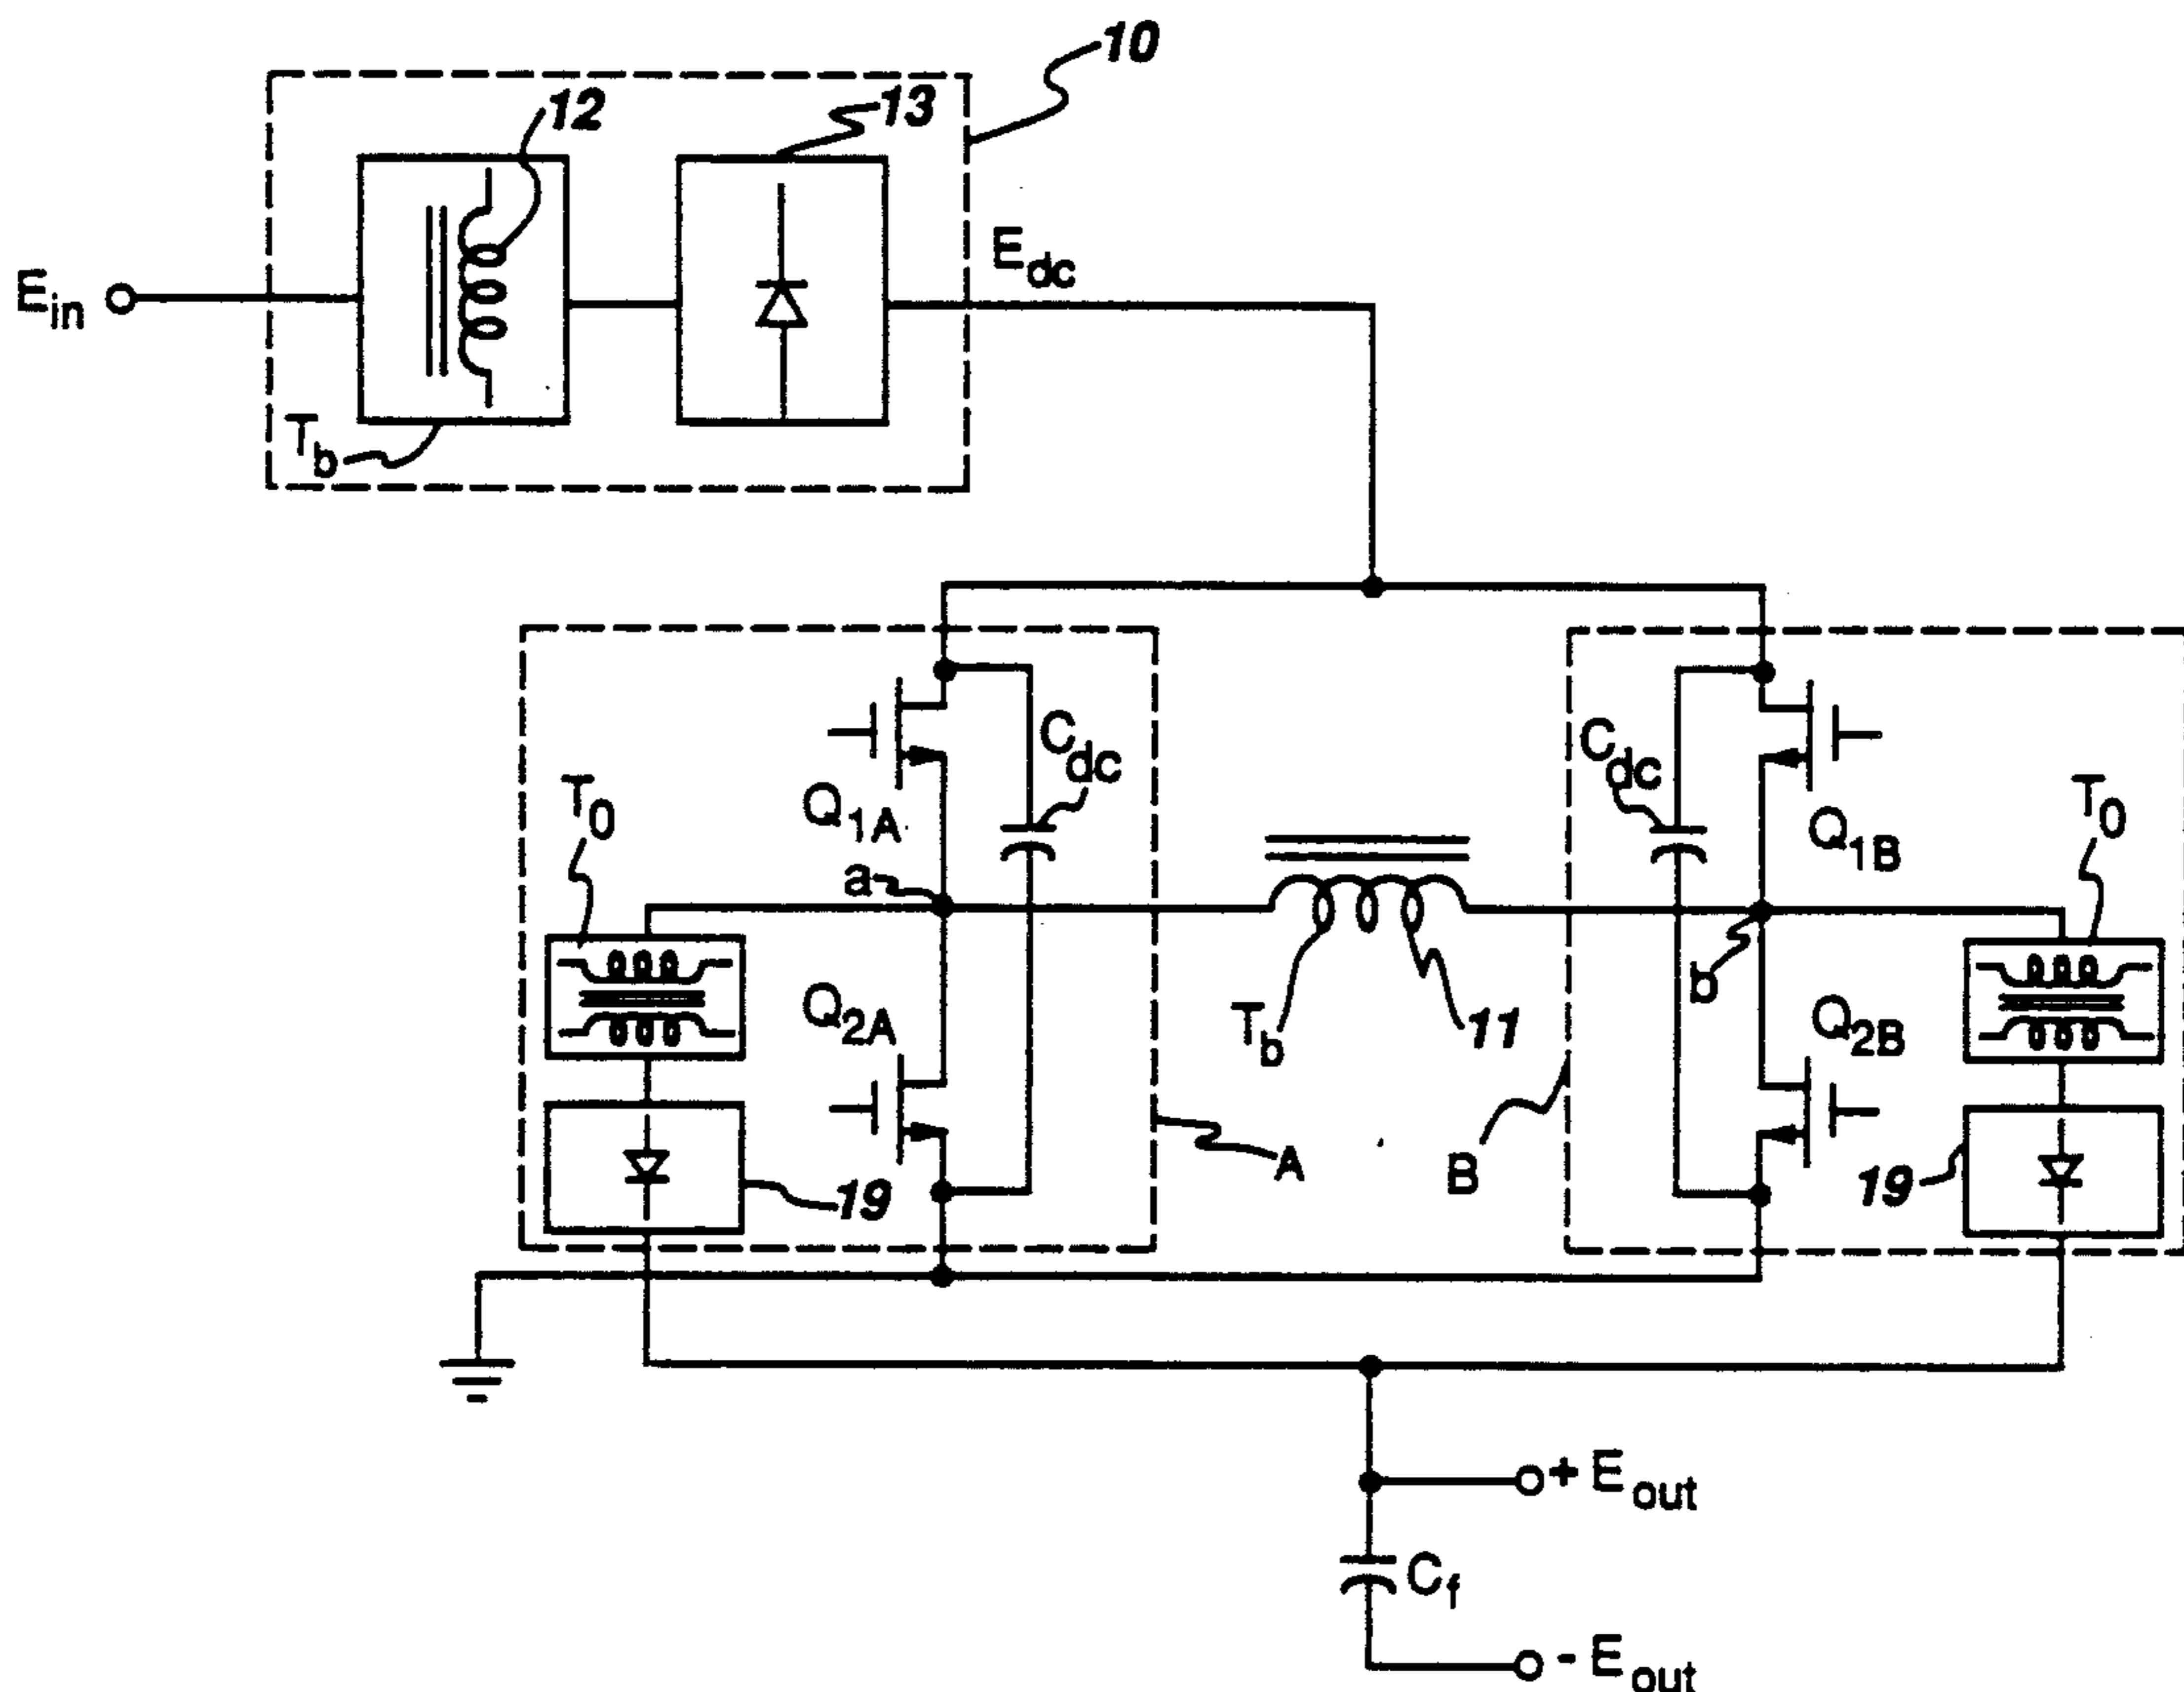 10
12
13
E_in
E_dc
T_b
C_dc
C_dc
T_0
Q_1A
T_0
Q_1B
a
b
Q_2A
T_b
11
Q_2B
A
B
19
19
+ E_out
C_f
- E_out